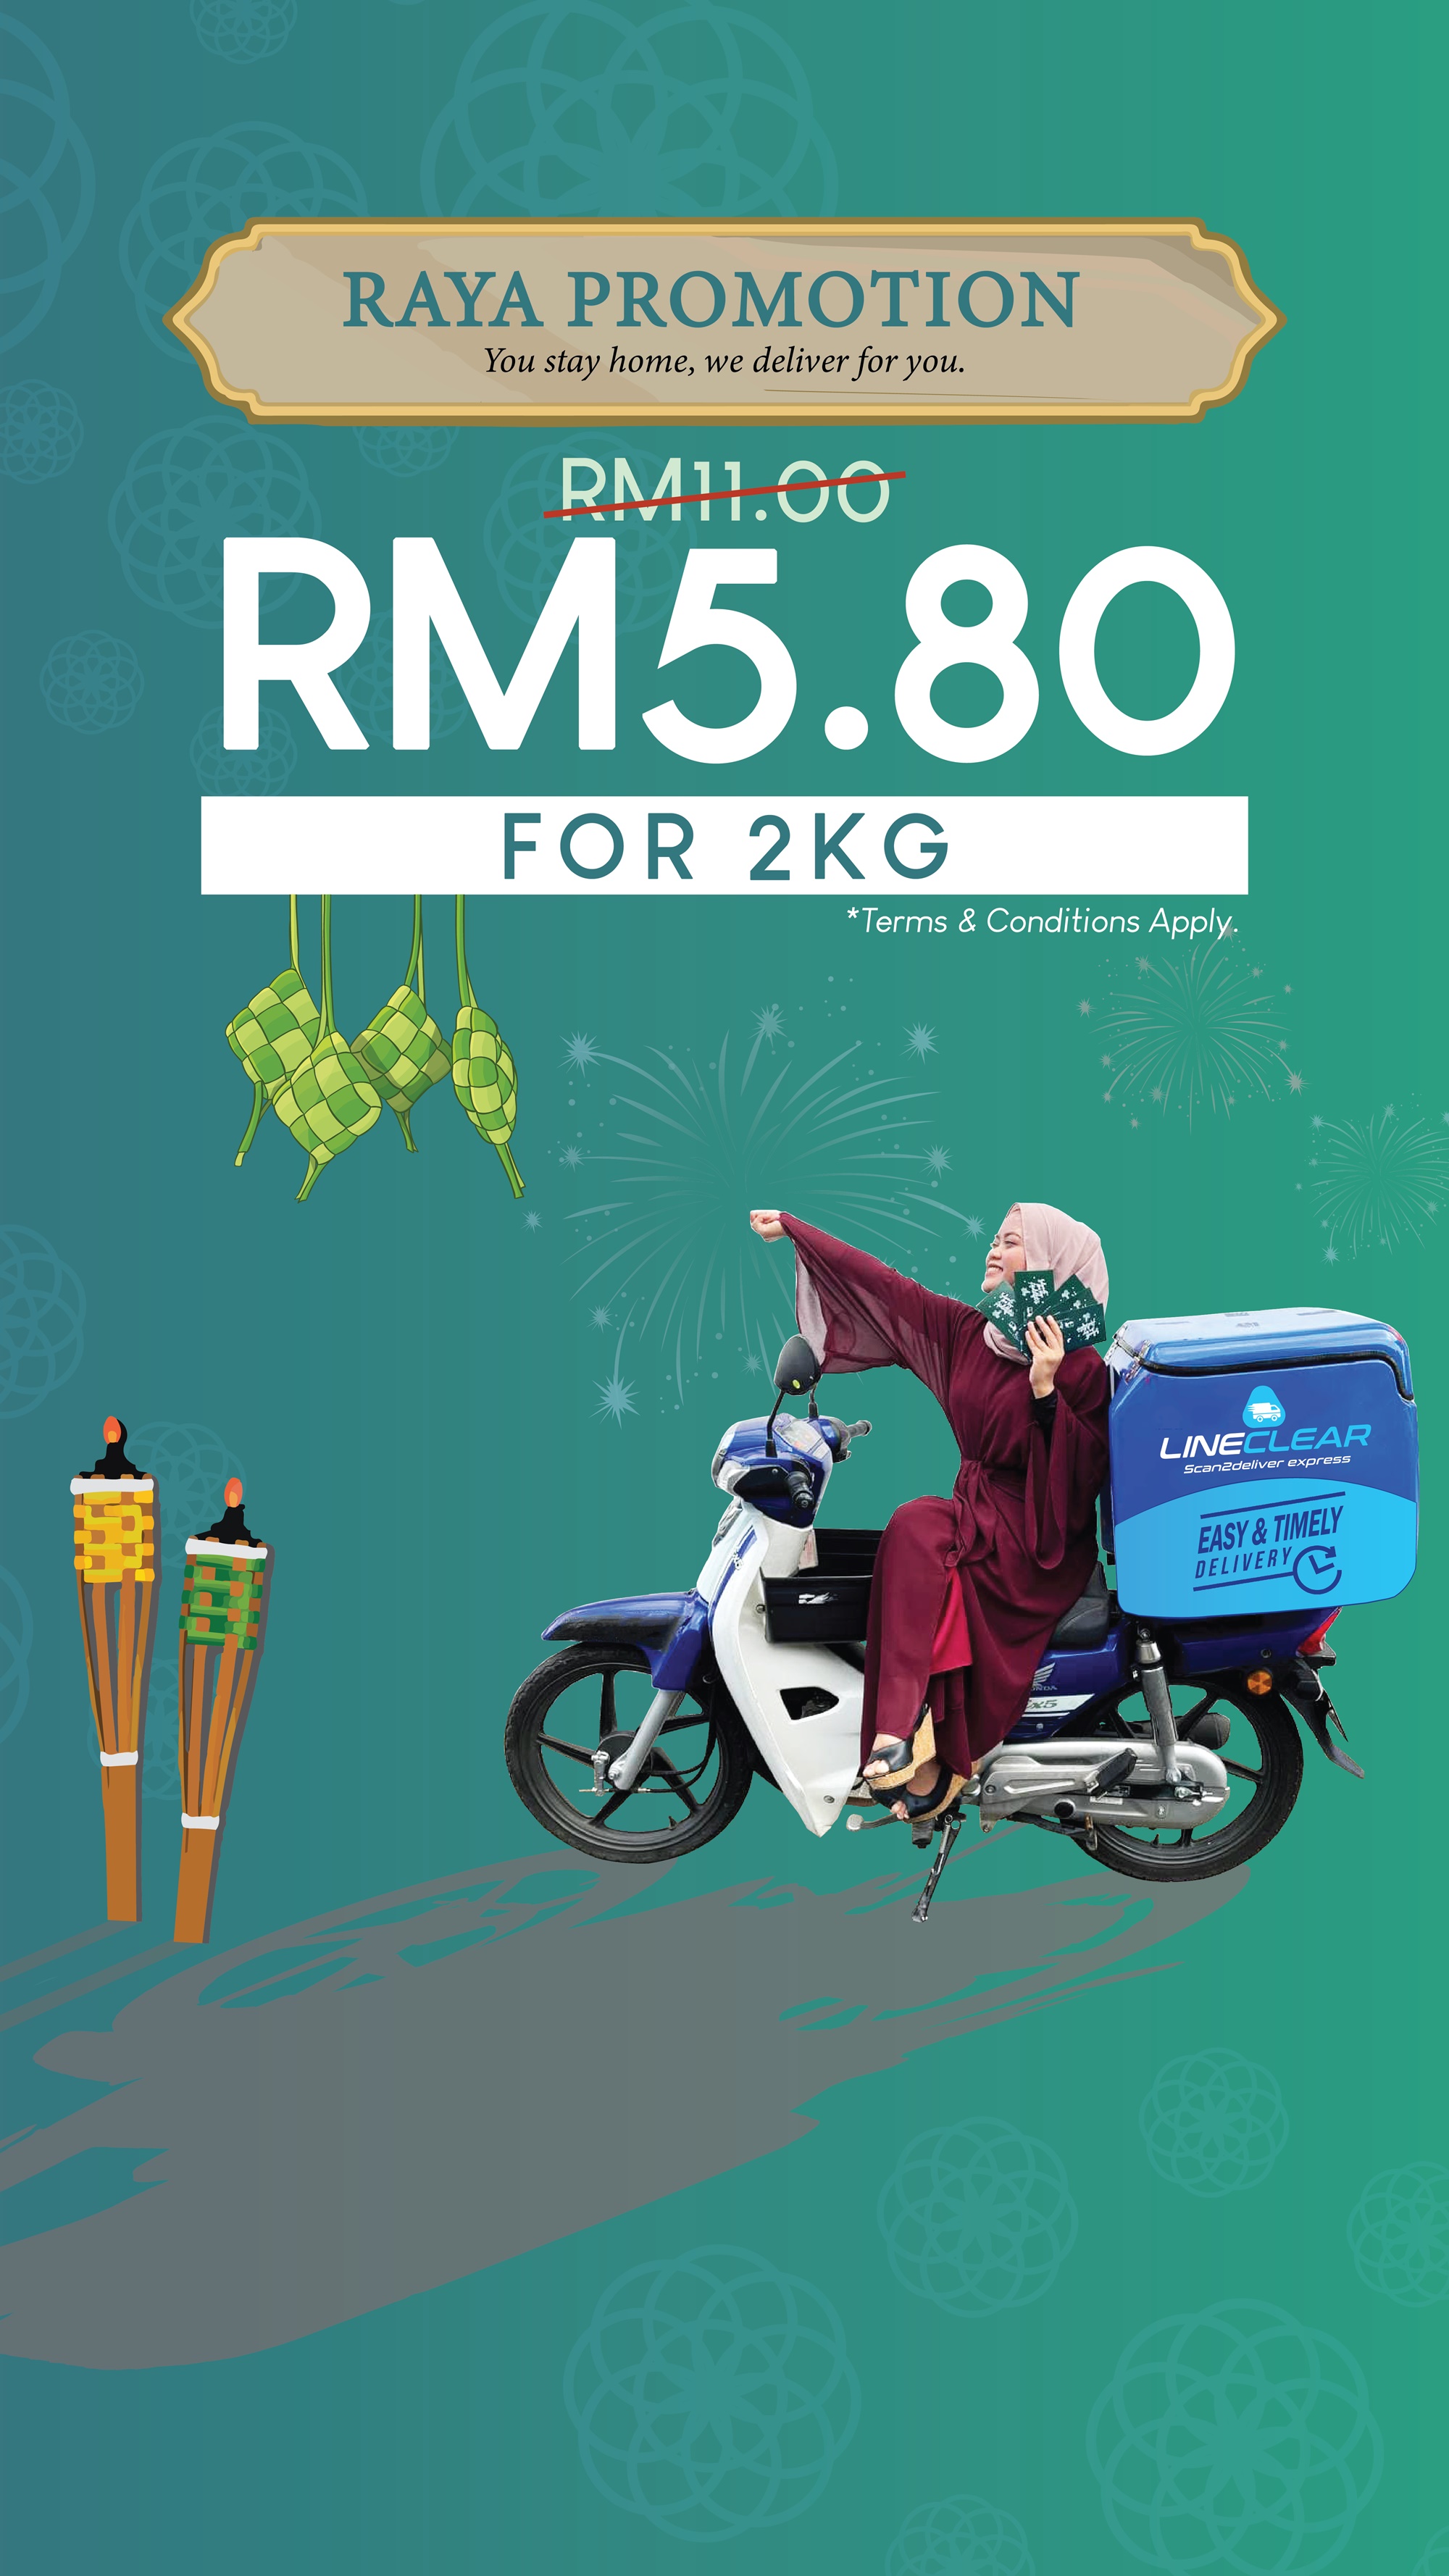 RAYA PROMOTION
You stay home, we deliver for you.
RM11.00
RM5.80
FOR 2KG
*Terms & Conditions Apply.
LINECLEAR
Scan2deliver express
EASY & TIMELY
DELIVERY
HONDA